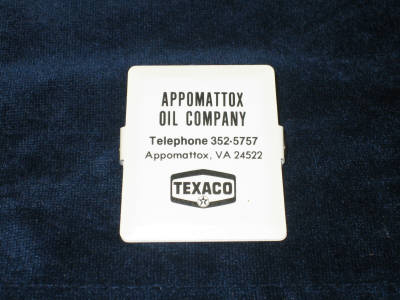 APPOMATTOX
OIL COMPANY
Telephone 352-5757
Appomattox, VA 24522
TEXACO
T